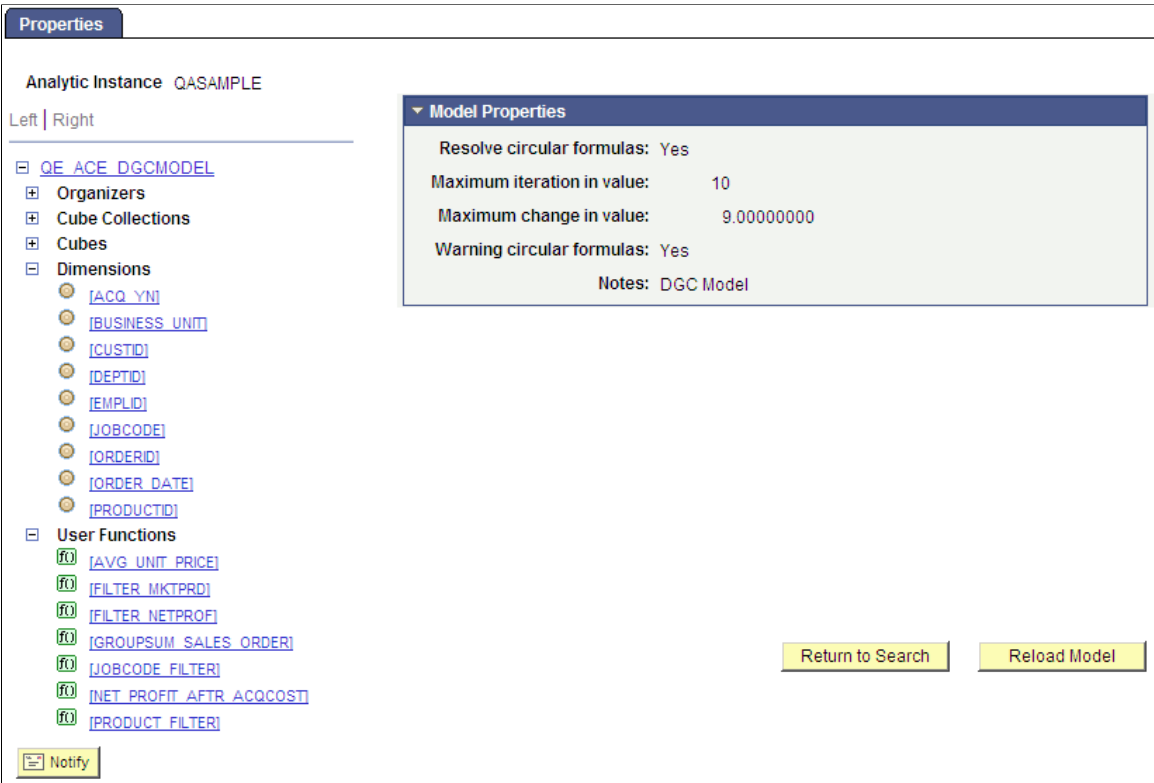 Properties
Analytic Instance QASAMPLE
Left | Right
QE_ACE_DGCMODEL
Organizers
Cube Collections
Cubes
Dimensions
[ACQ_YN]
[BUSINESS_UNIT]
[CUSTID]
[DEPTID]
[EMPLID]
[JOBCODE]
[ORDERID]
[ORDER_DATE]
[PRODUCTID]
User Functions
f() [AVG_UNIT_PRICE]
f() [FILTER_MKTPRD]
f() [FILTER_NETPROF]
f() [GROUPSUM_SALES_ORDER]
f() [JOBCODE_FILTER]
f() [NET_PROFIT_AFTR_ACQCOST]
f() [PRODUCT_FILTER]
Notify
Model Properties
Resolve circular formulas: Yes
Maximum iteration in value: 10
Maximum change in value: 9.00000000
Warning circular formulas: Yes
Notes: DGC Model
Return to Search
Reload Model